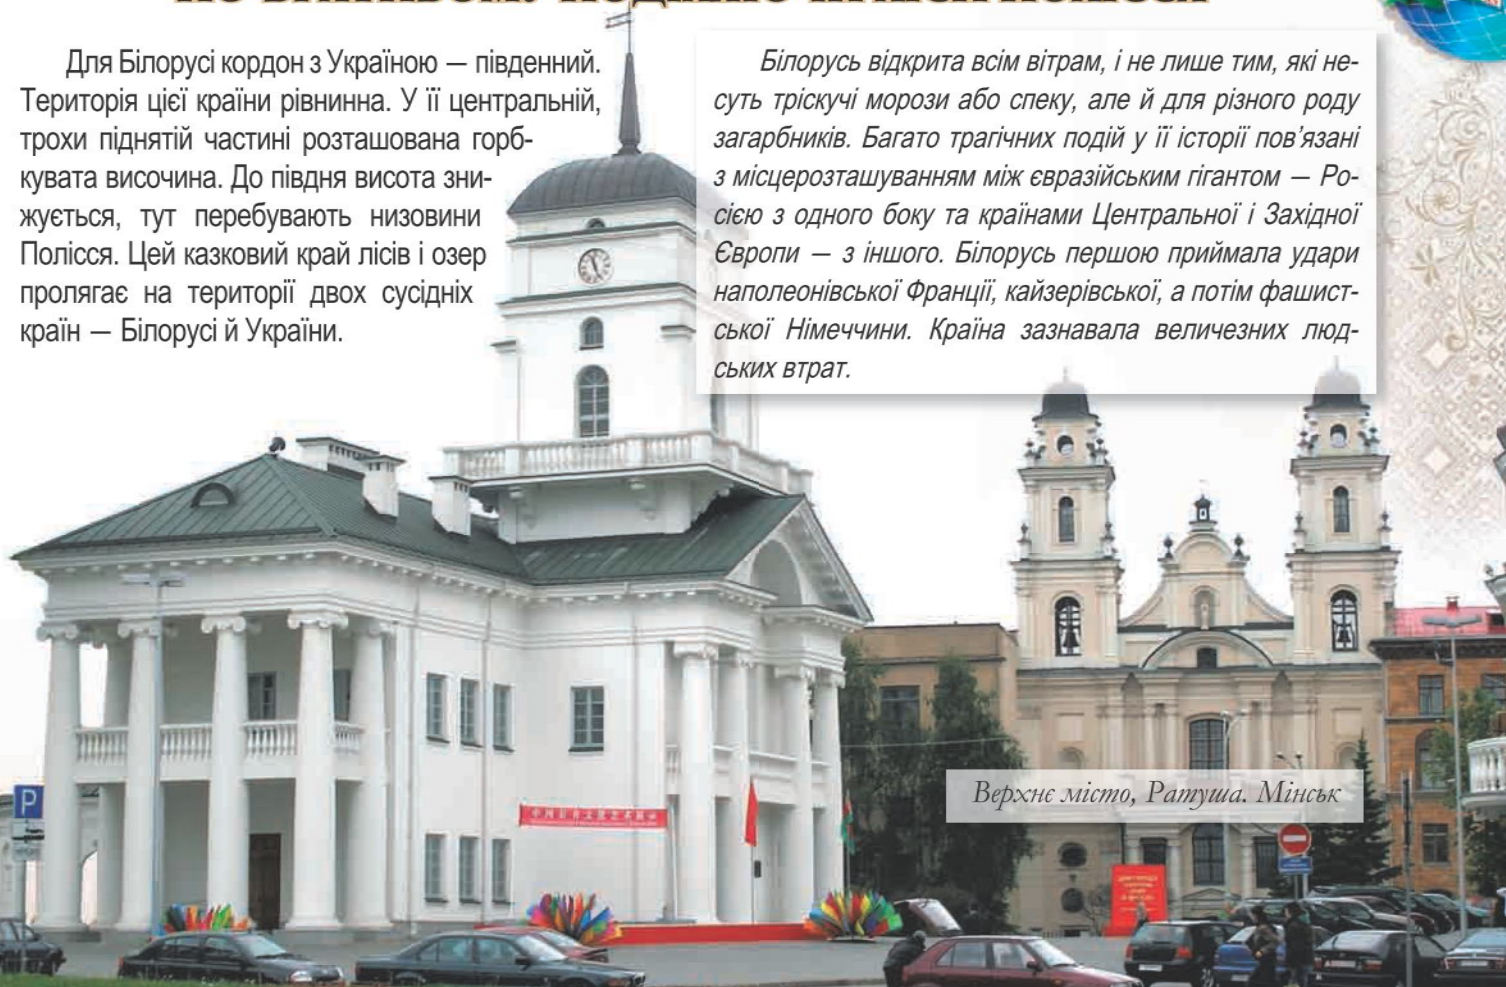 Для Білорусі кордон з Україною — південний.
Територія цієї країни рівнинна. У її центральній,
трохи піднятій частині розташована горб-
кувата височина. До півдня висота зни-
жується, тут перебувають низовини
Полісся. Цей казковий край лісів і озер
пролягає на території двох сусідніх
країн — Білорусі й України.
Білорусь відкрита всім вітрам, і не лише тим, які не-
суть тріскучі морози або спеку, але й для різного роду
загарбників. Багато трагічних подій у її історії пов'язані
з місцерозташуванням між євразійським гігантом — Ро-
сією з одного боку та країнами Центральної і Західної
Європи — з іншого. Білорусь першою приймала удари
наполеонівської Франції, кайзерівської, а потім фашист-
ської Німеччини. Країна зазнавала величезних люд-
ських втрат.
Верхнє місто, Ратуша. Мінськ
P